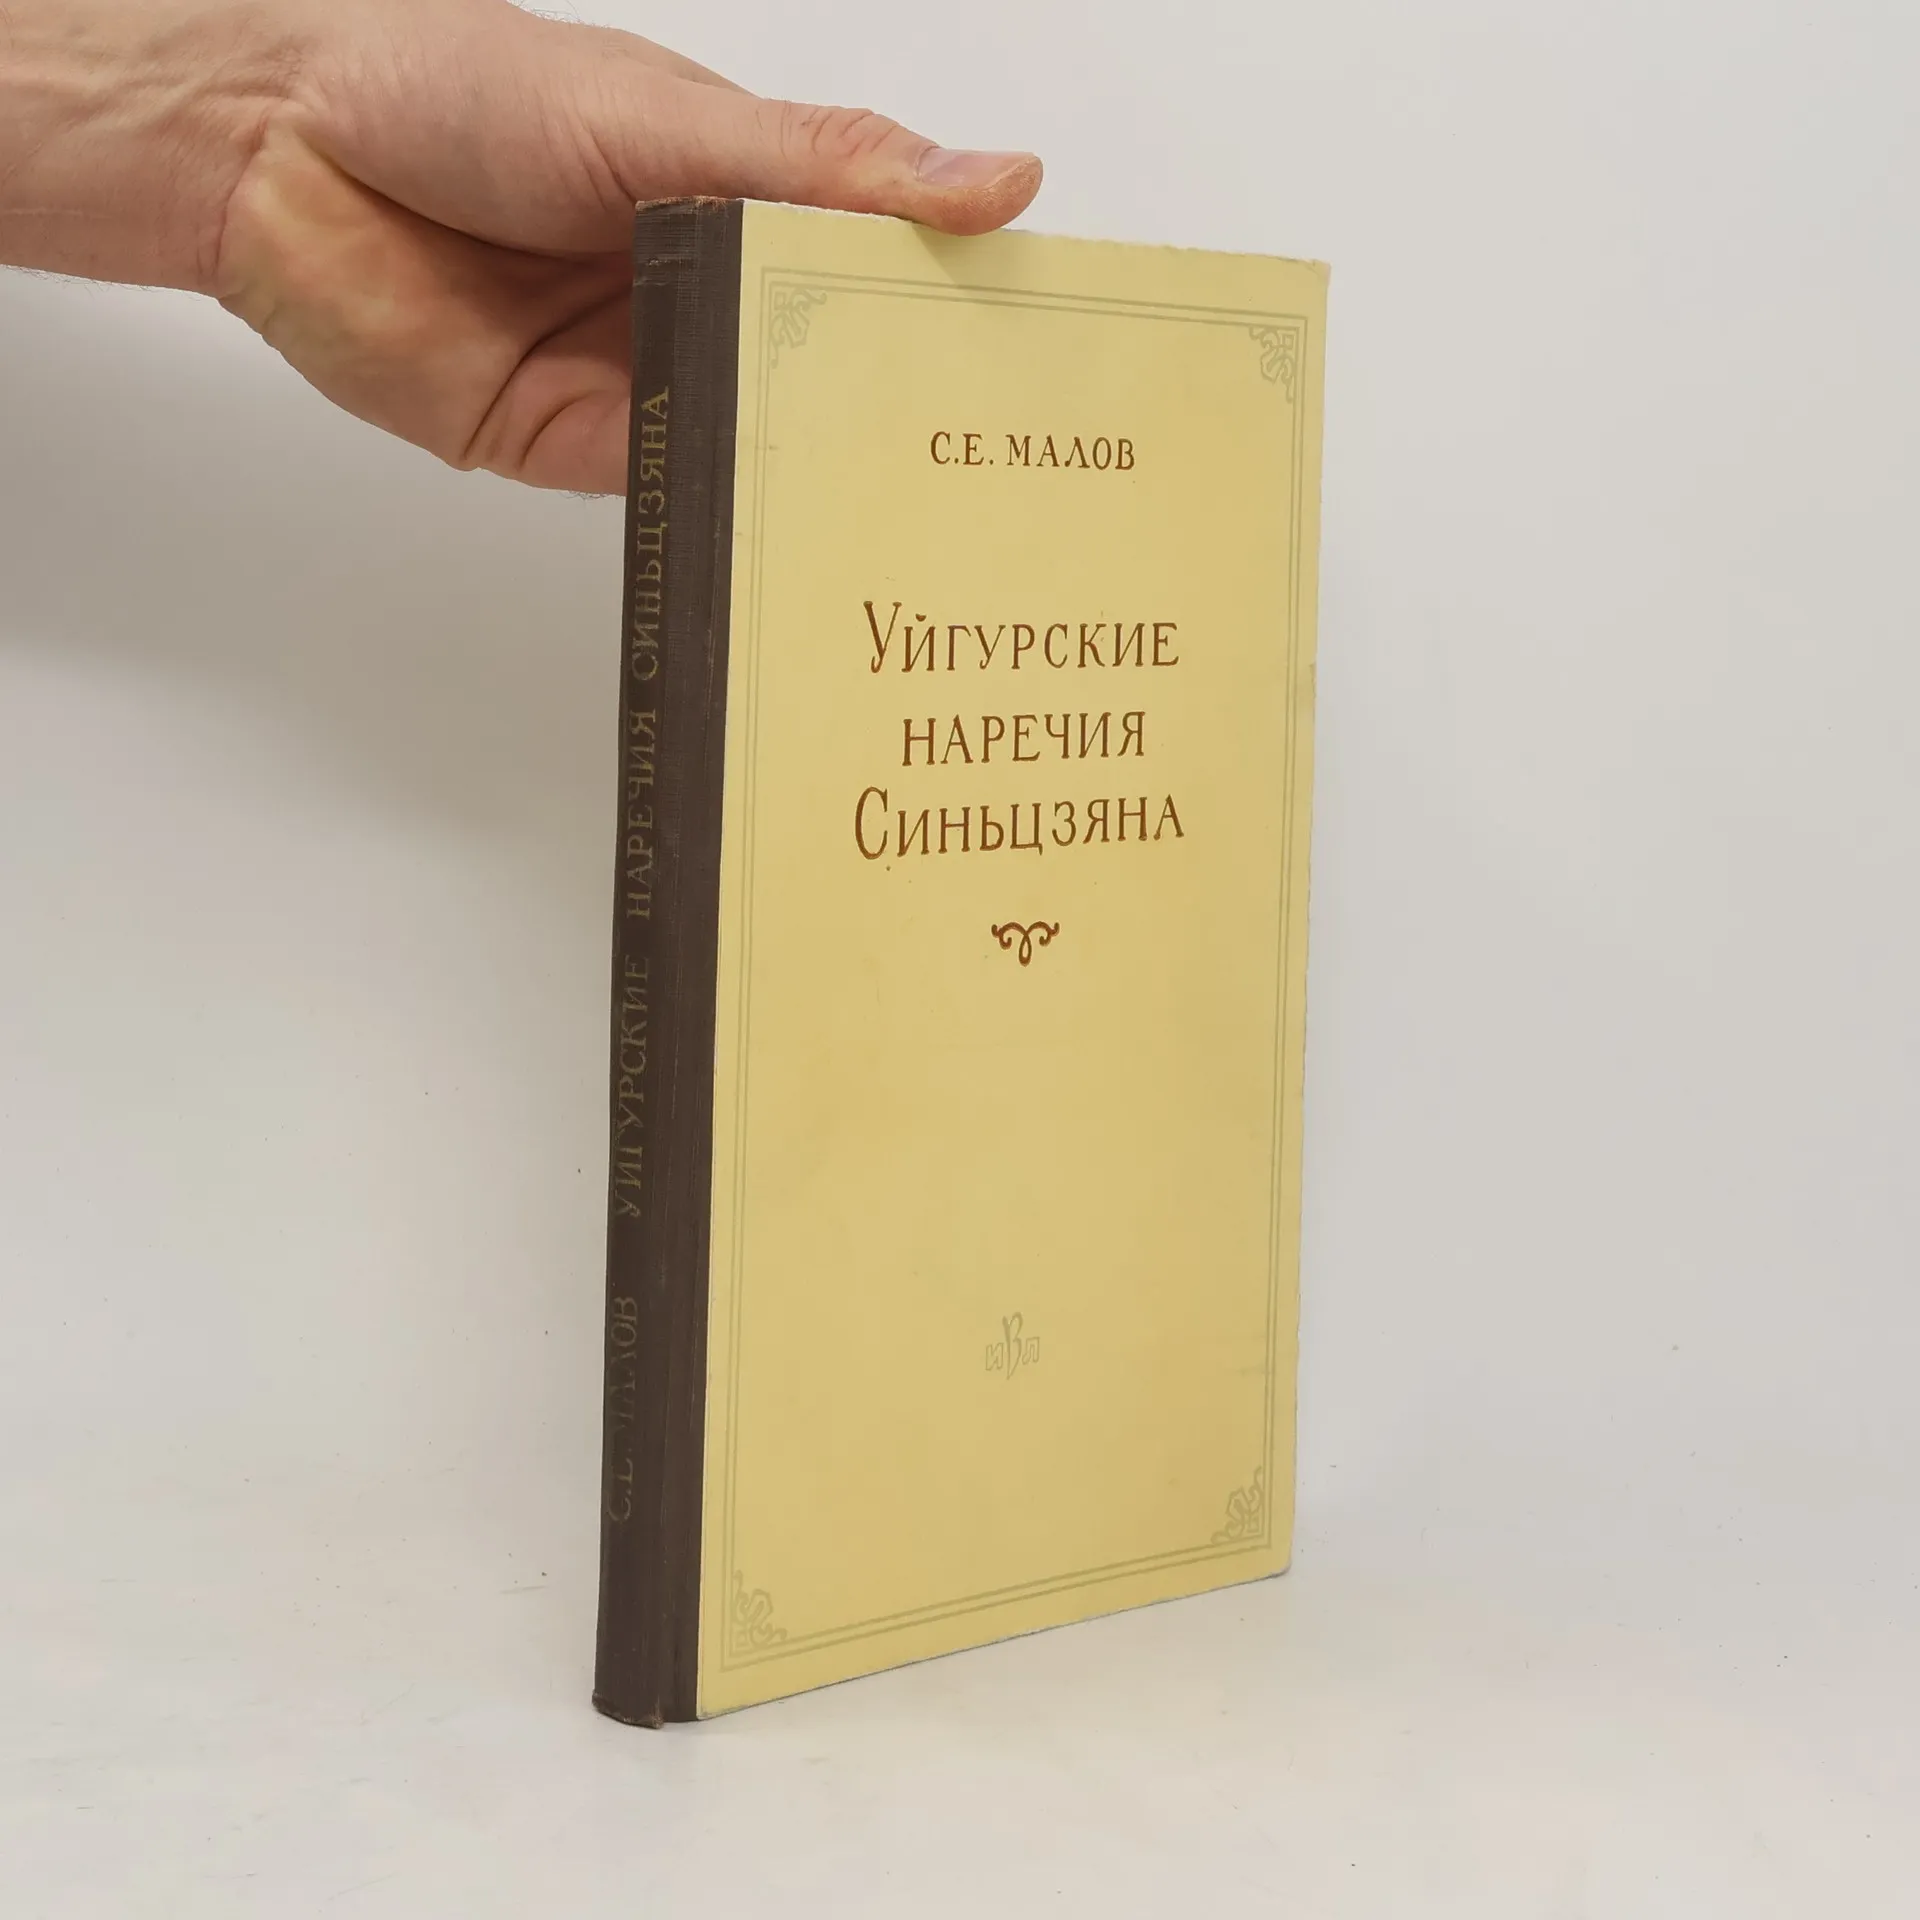 С.Е. МАЛОВ
УЙГУРСКИЕ
НАРЕЧИЯ
СИНЬЦЗЯНА
ИВЛ
С.Е. МАЛОВ УЙГУРСКИЕ НАРЕЧИЯ СИНЬЦЗЯНА